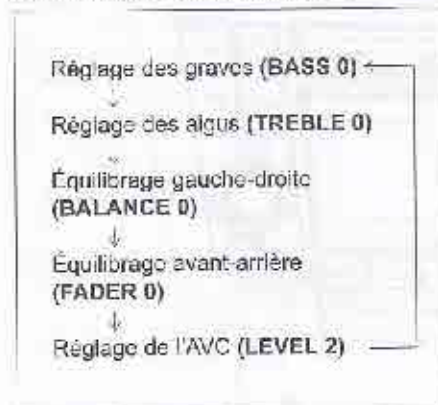 Réglage des graves (BASS 0)
Réglage des aigus (TREBLE 0)
Équilibrage gauche-droite
(BALANCE 0)
Équilibrage avant-arrière
(FADER 0)
Réglage de l'AVC (LEVEL 2)